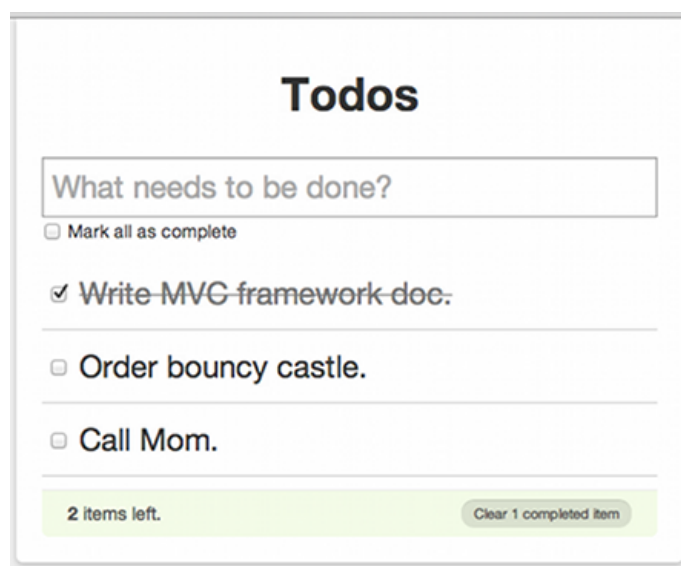 Todos
What needs to be done?
Mark all as complete
Write MVC framework doc.
Order bouncy castle.
Call Mom.
2 items left.
Clear 1 completed item